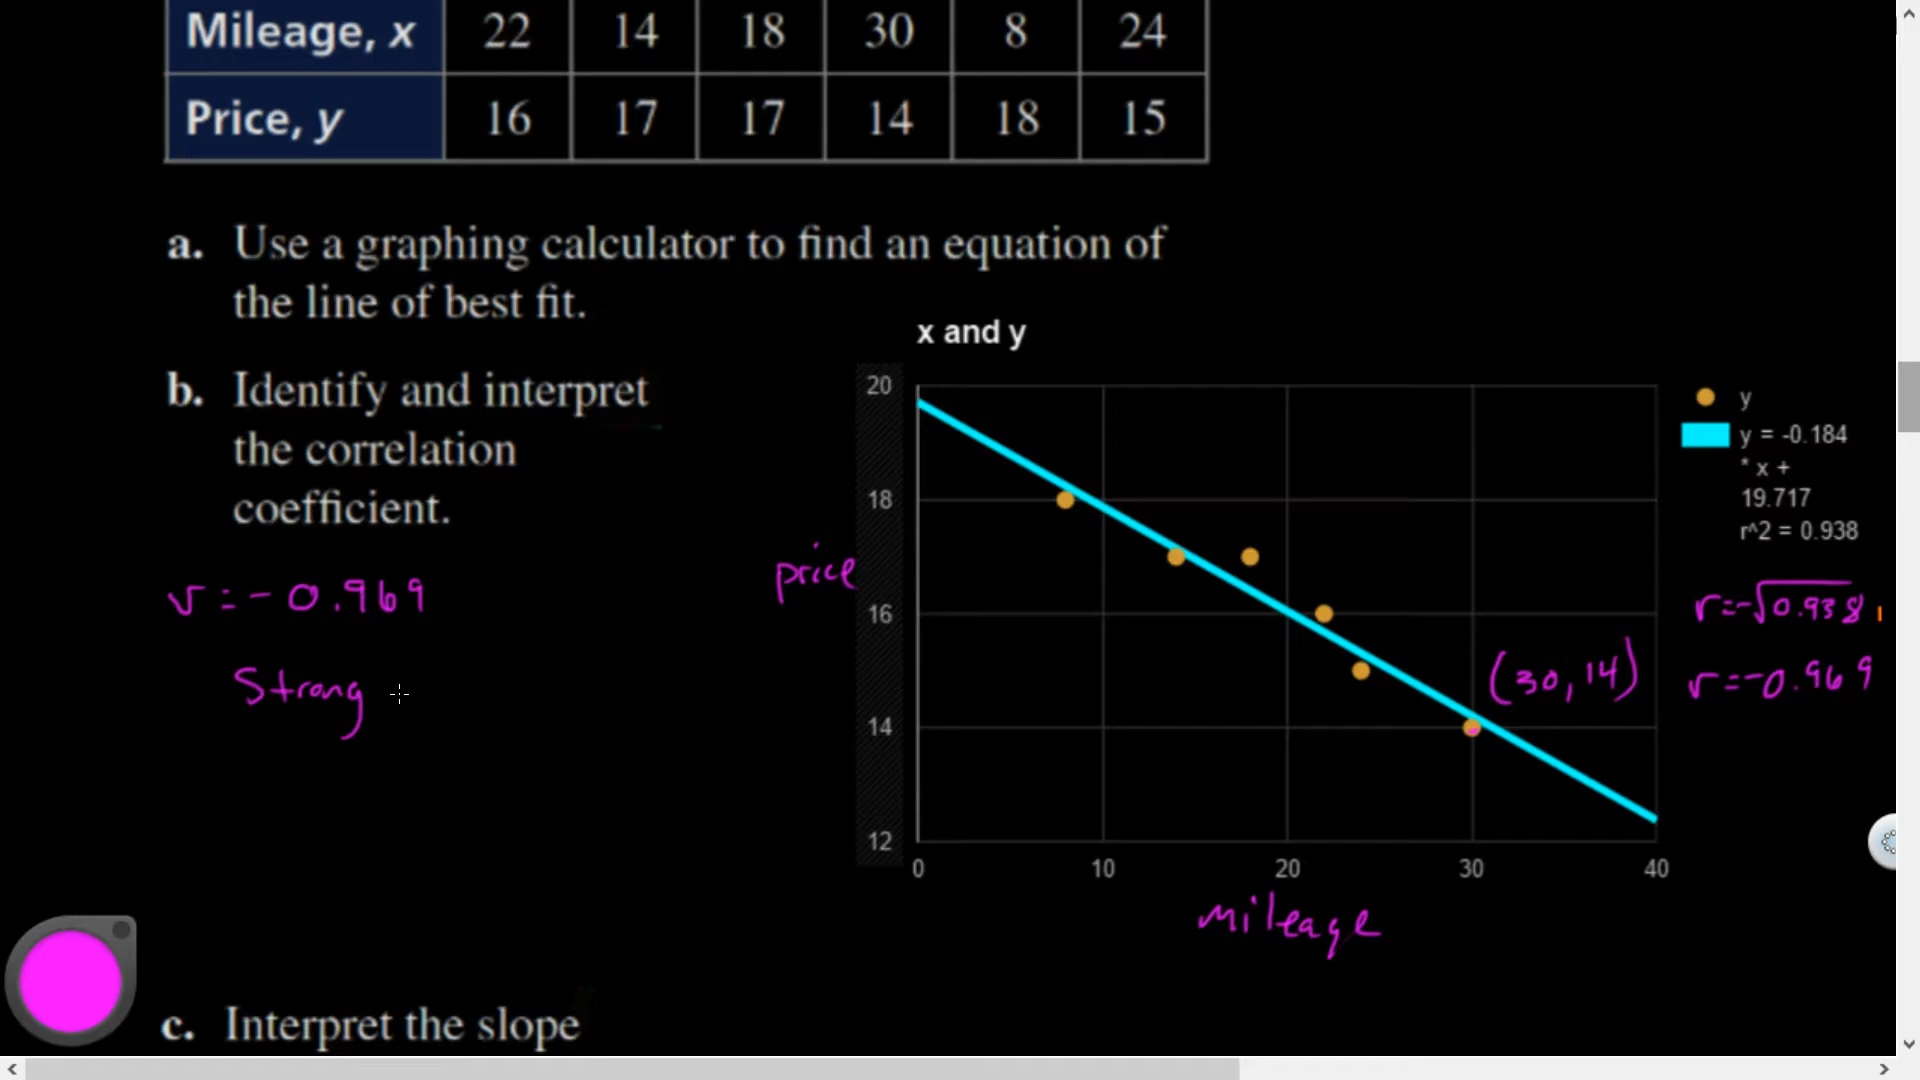 Mileage, x 22 14 18 30 8 24
Price, y 16 17 17 14 18 15
a. Use a graphing calculator to find an equation of
the line of best fit.
b. Identify and interpret
the correlation
coefficient.
r = - 0.969
Strong
x and y
20
18
16
14
12
0 10 20 30 40
price
mileage
(30, 14)
y
y = -0.184
* x +
19.717
r^2 = 0.938
r = -√0.938
r = -0.969
c. Interpret the slope